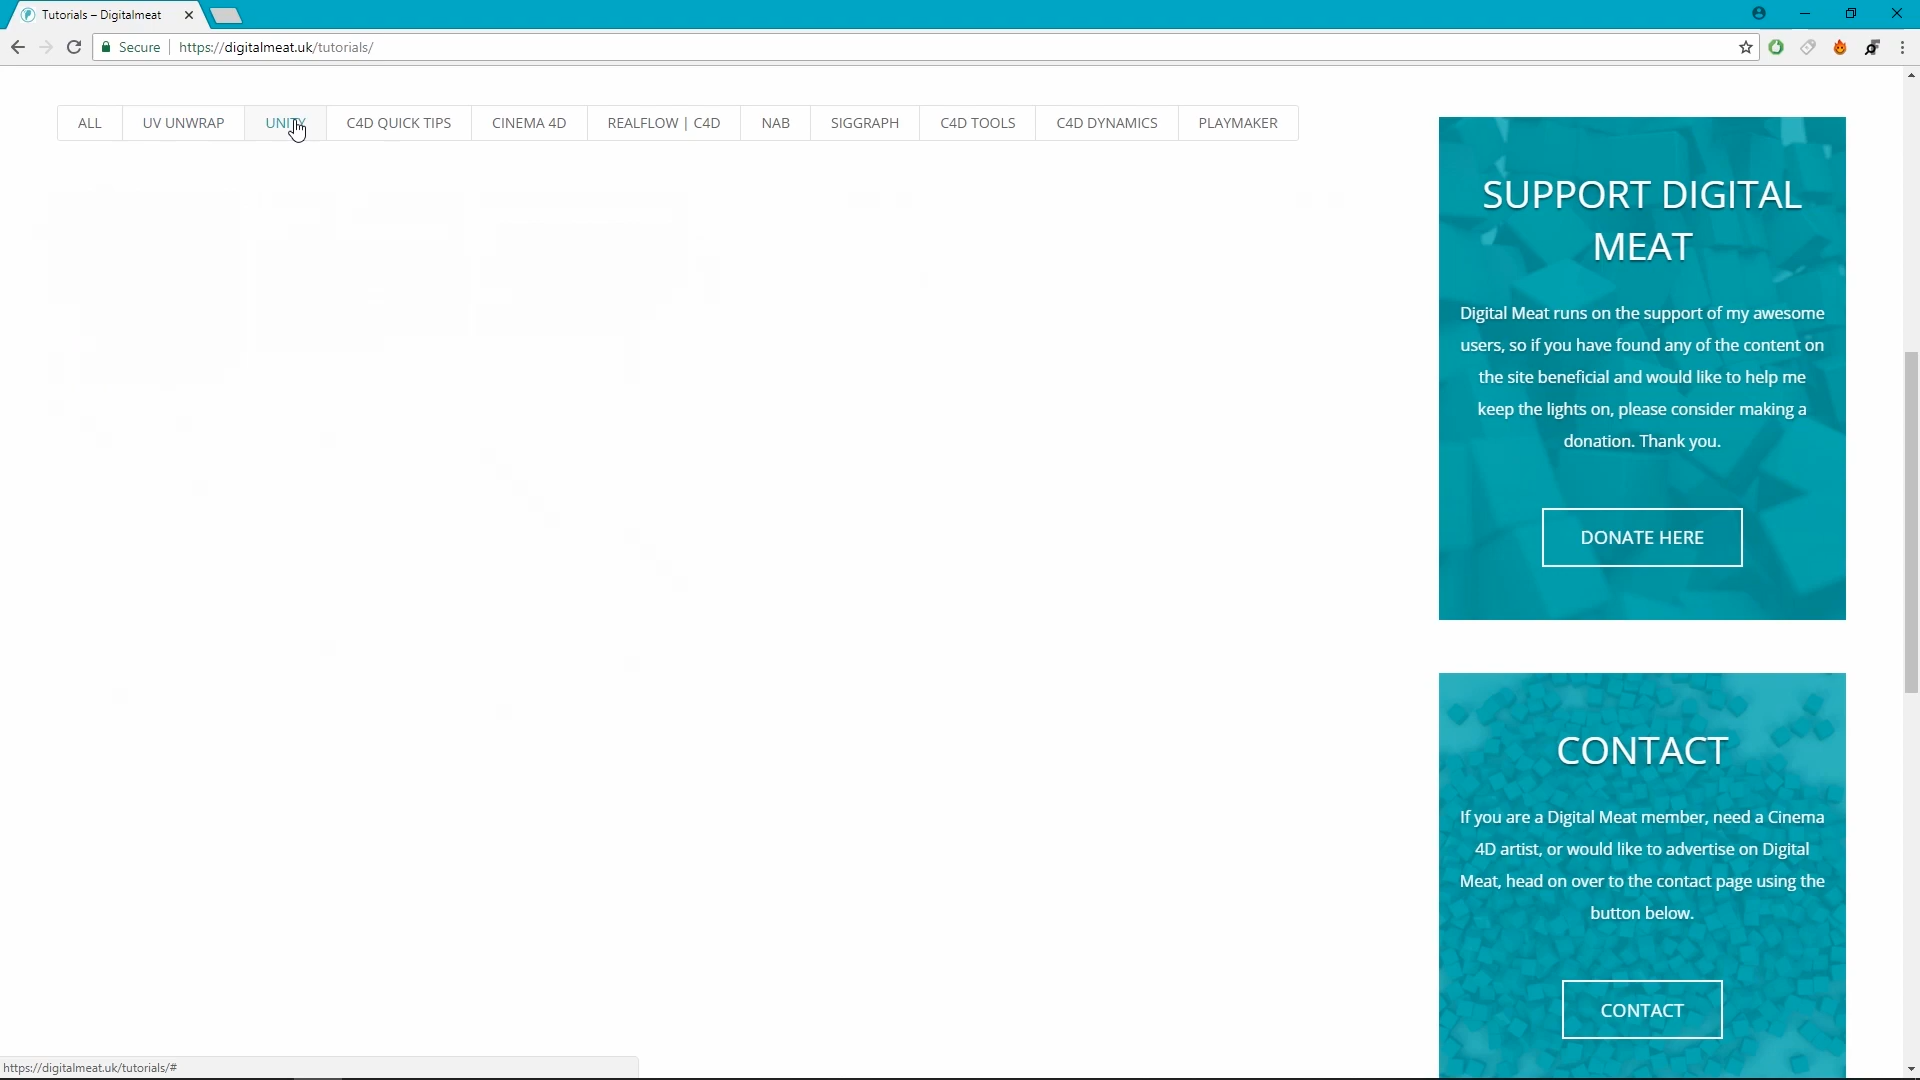 Tutorials – Digitalmeat
Secure https://digitalmeat.uk/tutorials/
ALL UV UNWRAP UNITY C4D QUICK TIPS CINEMA 4D REALFLOW | C4D NAB SIGGRAPH C4D TOOLS C4D DYNAMICS PLAYMAKER
SUPPORT DIGITAL
MEAT
Digital Meat runs on the support of my awesome
users, so if you have found any of the content on
the site beneficial and would like to help me
keep the lights on, please consider making a
donation. Thank you.
DONATE HERE
CONTACT
If you are a Digital Meat member, need a Cinema
4D artist, or would like to advertise on Digital
Meat, head on over to the contact page using the
button below.
CONTACT
https://digitalmeat.uk/tutorials/#